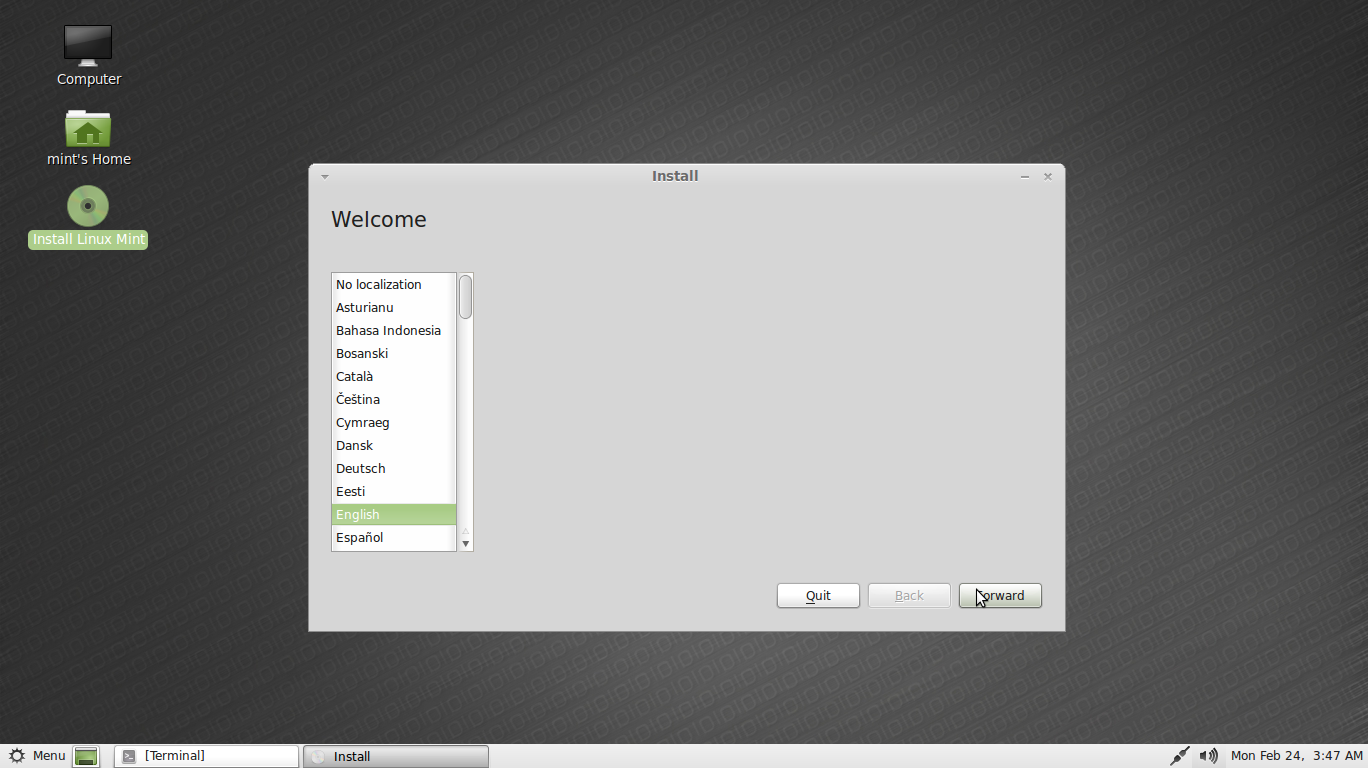 Computer
mint's Home
Install Linux Mint
Install
Welcome
No localization
Asturianu
Bahasa Indonesia
Bosanski
Català
Čeština
Cymraeg
Dansk
Deutsch
Eesti
English
Español
Quit
Back
orward
Menu
[Terminal]
Install
Mon Feb 24, 3:47 AM